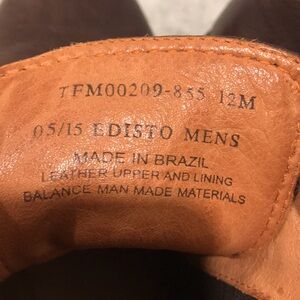 TFM00209-855 12M
05/15 EDISTO MENS
MADE IN BRAZIL
LEATHER UPPER AND LINING
BALANCE MAN MADE MATERIALS